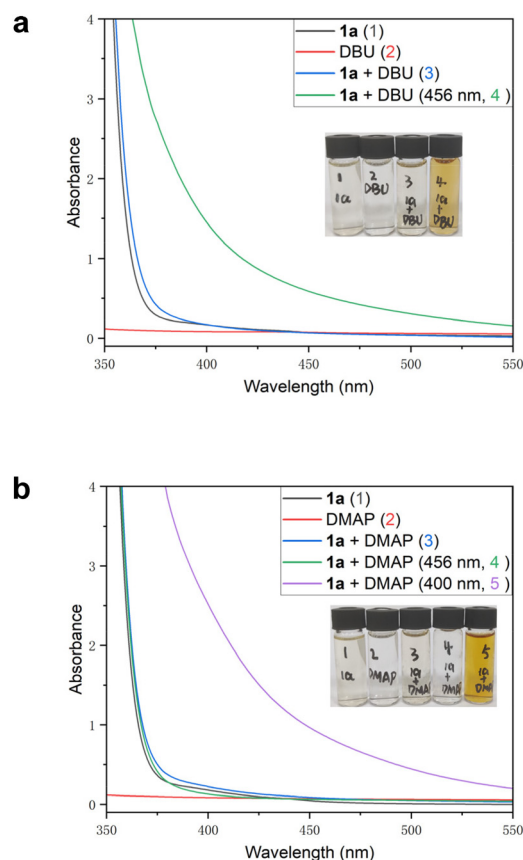 a
1a (1)
DBU (2)
1a + DBU (3)
1a + DBU (456 nm, 4 )
4
3
2
1
0
Absorbance
1
1a
2
DBU
3
1a
+
DBU
4
1a
+
DBU
350
400
450
500
550
Wavelength (nm)
b
1a (1)
DMAP (2)
1a + DMAP (3)
1a + DMAP (456 nm, 4)
1a + DMAP (400 nm, 5)
4
3
2
1
0
Absorbance
1
1a
2
DMAP
3
1a
+
DMAP
4
1a
+
DMAP
5
1a
+
350
400
450
500
550
Wavelength (nm)